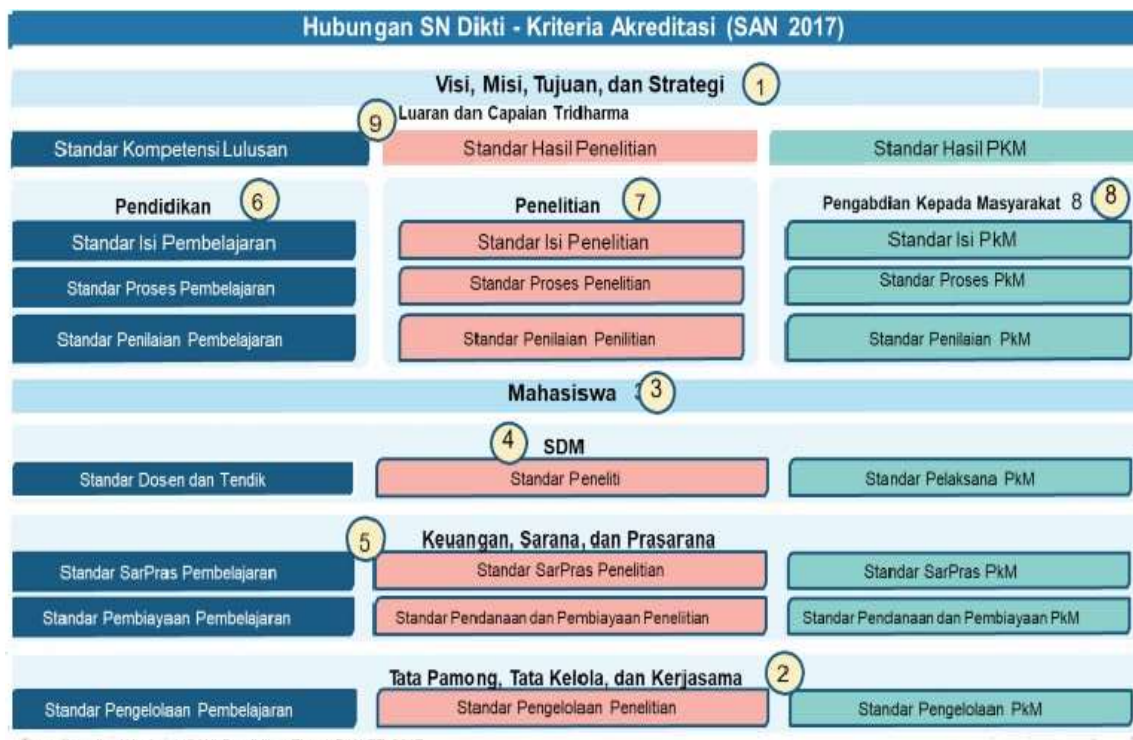 Hubungan SN Dikti - Kriteria Akreditasi (SAN 2017)
Visi, Misi, Tujuan, dan Strategi 1
9 Luaran dan Capaian Tridharma
Standar Kompetensi Lulusan
Standar Hasil Penelitian
Standar Hasil PKM
Pendidikan 6
Penelitian 7
Pengabdian Kepada Masyarakat 8 8
Standar Isi Pembelajaran
Standar Isi Penelitian
Standar Isi PkM
Standar Proses Pembelajaran
Standar Proses Penelitian
Standar Proses PkM
Standar Penilaian Pembelajaran
Standar Penilaian Penilitian
Standar Penilaian PkM
Mahasiswa 3
4 SDM
Standar Dosen dan Tendik
Standar Peneliti
Standar Pelaksana PkM
5 Keuangan, Sarana, dan Prasarana
Standar SarPras Pembelajaran
Standar SarPras Penelitian
Standar SarPras PkM
Standar Pembiayaan Pembelajaran
Standar Pendanaan dan Pembiayaan Penelitian
Standar Pendanaan dan Pembiayaan PkM
Tata Pamong, Tata Kelola, dan Kerjasama 2
Standar Pengelolaan Pembelajaran
Standar Pengelolaan Penelitian
Standar Pengelolaan PkM